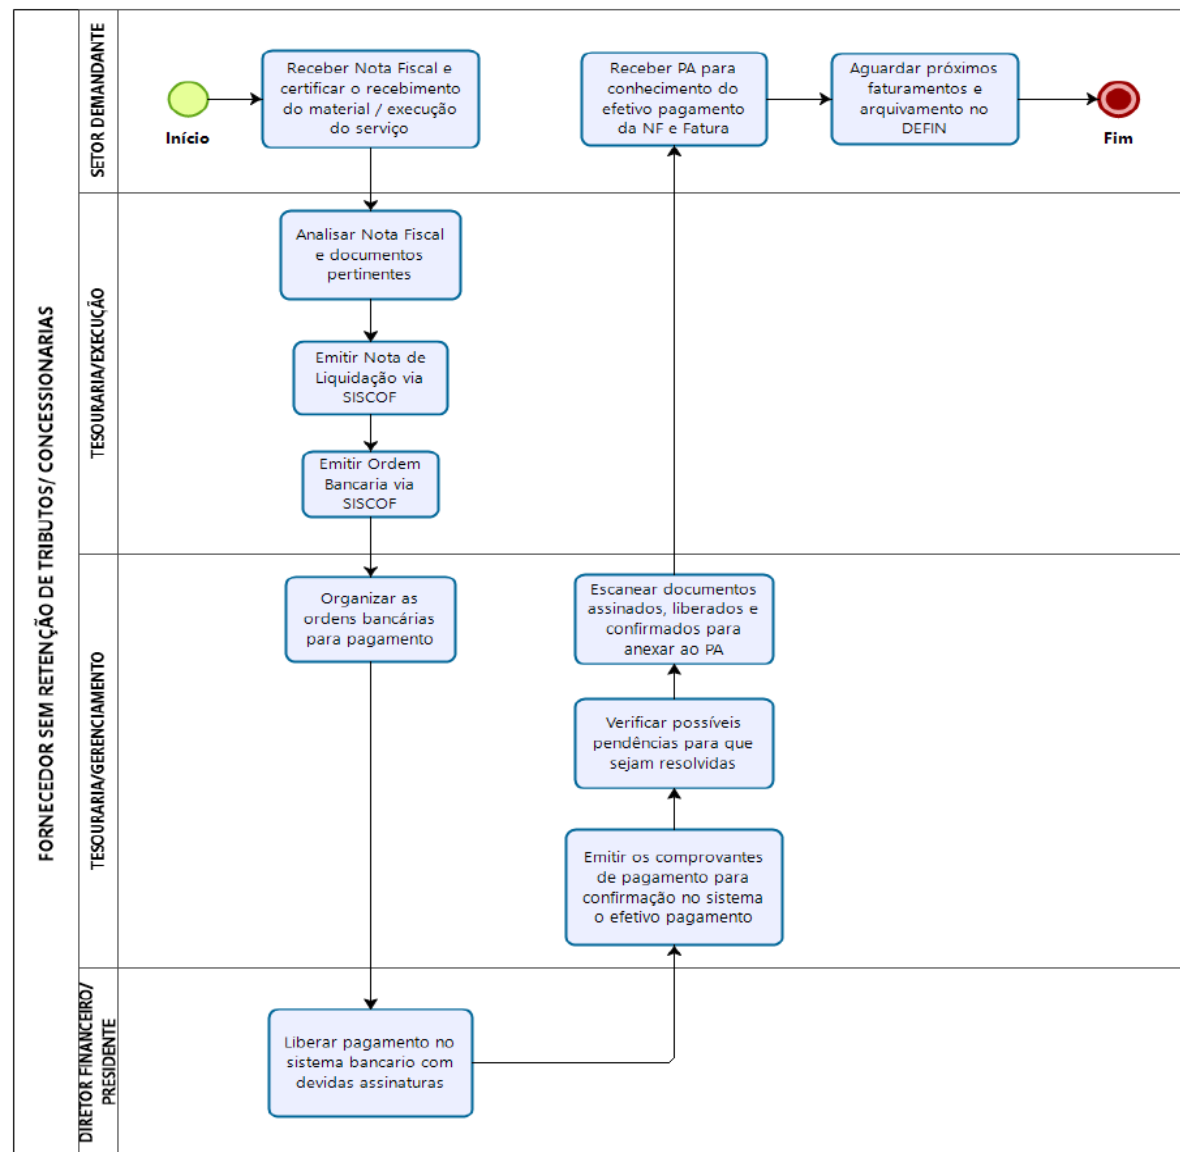 FORNECEDOR SEM RETENÇÃO DE TRIBUTOS/ CONCESSIONARIAS
SETOR DEMANDANTE
Início
Receber Nota Fiscal e
certificar o recebimento
do material / execução
do serviço
Receber PA para
conhecimento do
efetivo pagamento
da NF e Fatura
Aguardar próximos
faturamentos e
arquivamento no
DEFIN
Fim
TESOURARIA/EXECUÇÃO
Analisar Nota Fiscal
e documentos
pertinentes
Emitir Nota de
Liquidação via
SISCOF
Emitir Ordem
Bancaria via
SISCOF
TESOURARIA/GERENCIAMENTO
Organizar as
ordens bancárias
para pagamento
Escanear documentos
assinados, liberados e
confirmados para
anexar ao PA
Verificar possíveis
pendências para que
sejam resolvidas
Emitir os comprovantes
de pagamento para
confirmação no sistema
o efetivo pagamento
DIRETOR FINANCEIRO/
PRESIDENTE
Liberar pagamento no
sistema bancario com
devidas assinaturas